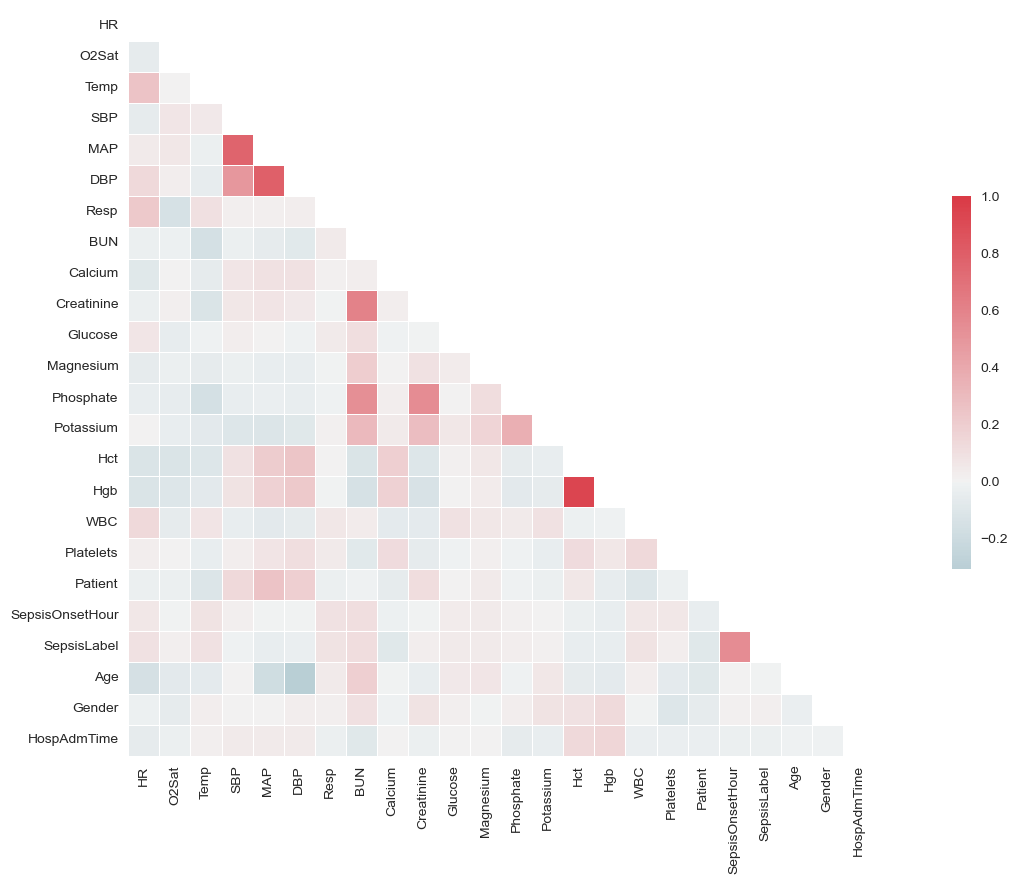 HR
O2Sat
Temp
SBP
MAP
DBP
Resp
BUN
Calcium
Creatinine
Glucose
Magnesium
Phosphate
Potassium
Hct
Hgb
WBC
Platelets
Patient
SepsisOnsetHour
SepsisLabel
Age
Gender
HospAdmTime
HR
O2Sat
Temp
SBP
MAP
DBP
Resp
BUN
Calcium
Creatinine
Glucose
Magnesium
Phosphate
Potassium
Hct
Hgb
WBC
Platelets
Patient
SepsisOnsetHour
SepsisLabel
Age
Gender
HospAdmTime
1.0
0.8
0.6
0.4
0.2
0.0
−0.2